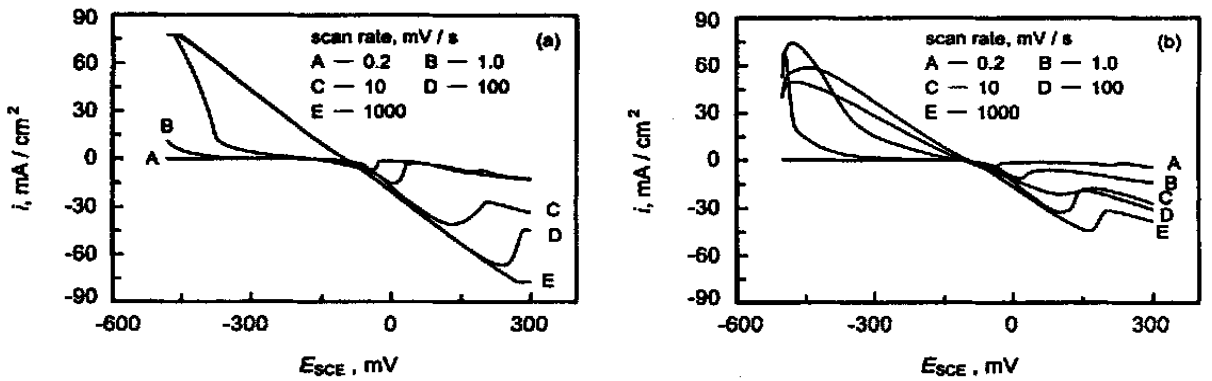 90
60
30
0
-30
-60
-90
i, mA / cm²
-600
-300
0
300
E_SCE , mV
scan rate, mV / s
(a)
A — 0.2 B — 1.0
C — 10 D — 100
E — 1000
B
A
C
D
E
90
60
30
0
-30
-60
-90
i, mA / cm²
-600
-300
0
300
E_SCE , mV
scan rate, mV / s
(b)
A — 0.2 B — 1.0
C — 10 D — 100
E — 1000
A
B
C
D
E